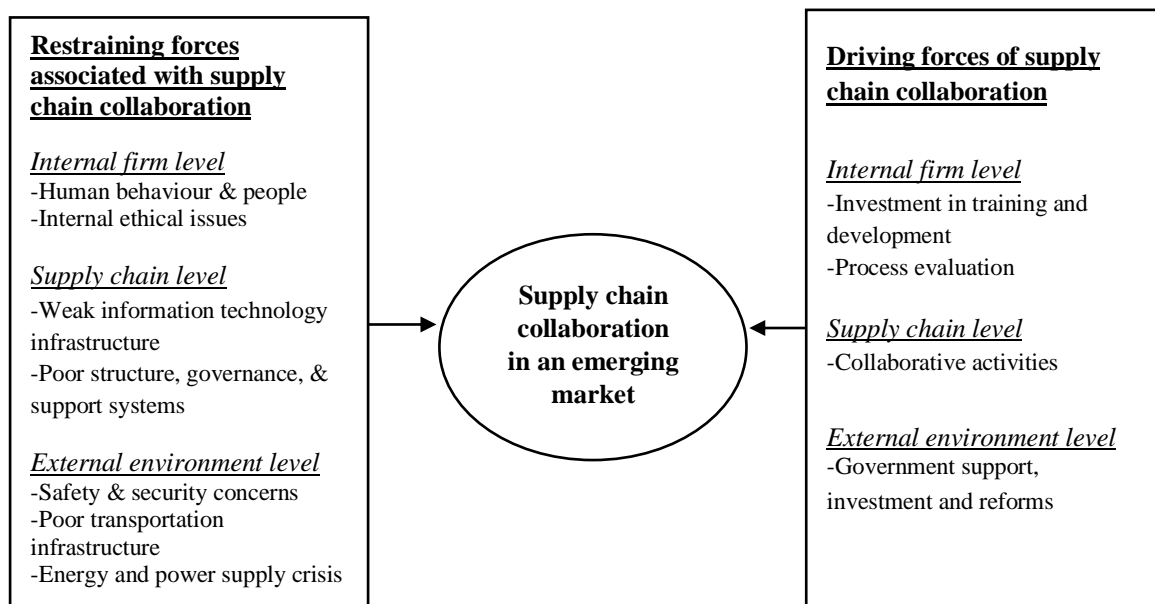 Restraining forces
associated with supply
chain collaboration
Internal firm level
-Human behaviour & people
-Internal ethical issues
Supply chain level
-Weak information technology
infrastructure
-Poor structure, governance, &
support systems
External environment level
-Safety & security concerns
-Poor transportation
infrastructure
-Energy and power supply crisis
Supply chain
collaboration
in an emerging
market
Driving forces of supply
chain collaboration
Internal firm level
-Investment in training and
development
-Process evaluation
Supply chain level
-Collaborative activities
External environment level
-Government support,
investment and reforms